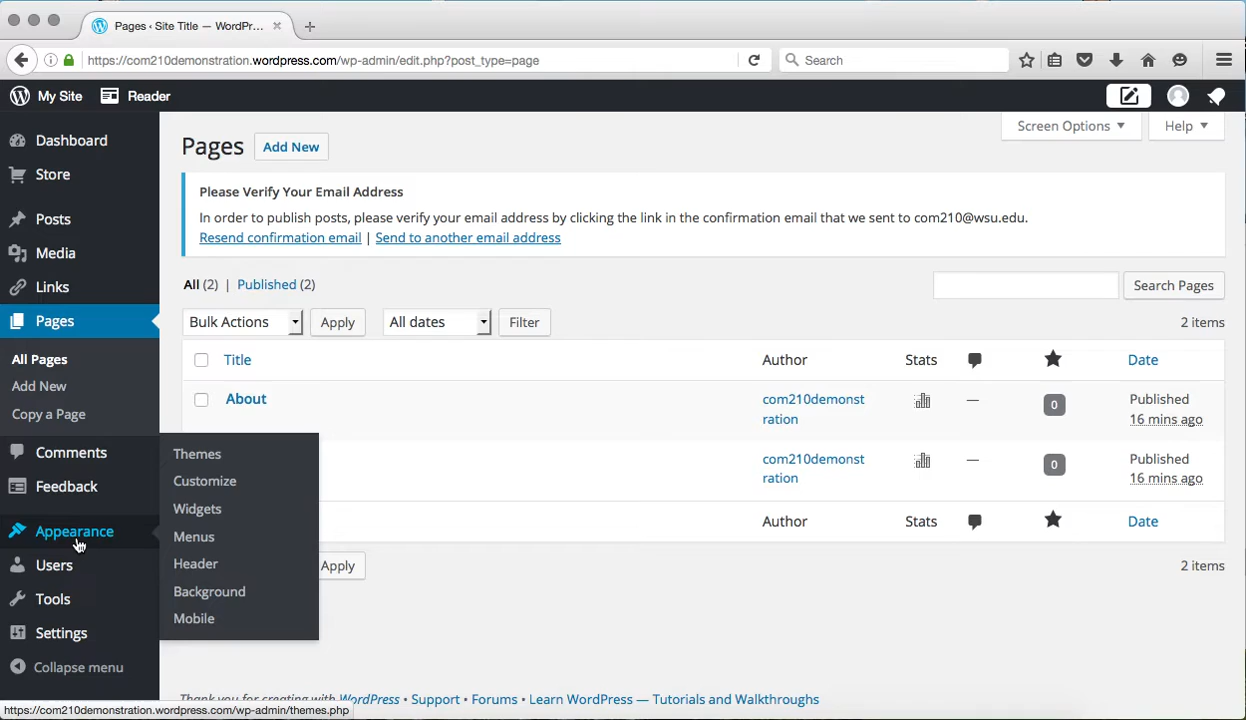 Pages ‹ Site Title — WordPr...
https://com210demonstration.wordpress.com/wp-admin/edit.php?post_type=page
Search
My Site
Reader
Dashboard
Store
Posts
Media
Links
Pages
All Pages
Add New
Copy a Page
Comments
Feedback
Appearance
Users
Tools
Settings
Collapse menu
Themes
Customize
Widgets
Menus
Header
Background
Mobile
Screen Options
Help
Pages
Add New
Please Verify Your Email Address
In order to publish posts, please verify your email address by clicking the link in the confirmation email that we sent to com210@wsu.edu.
Resend confirmation email | Send to another email address
All (2) | Published (2)
Search Pages
Bulk Actions
Apply
All dates
Filter
2 items
Title
Author
Stats
Date
About
com210demonst
ration
—
0
Published
16 mins ago
com210demonst
ration
—
0
Published
16 mins ago
Author
Stats
Date
Apply
2 items
Thank you for creating with WordPress • Support • Forums • Learn WordPress — Tutorials and Walkthroughs
https://com210demonstration.wordpress.com/wp-admin/themes.php